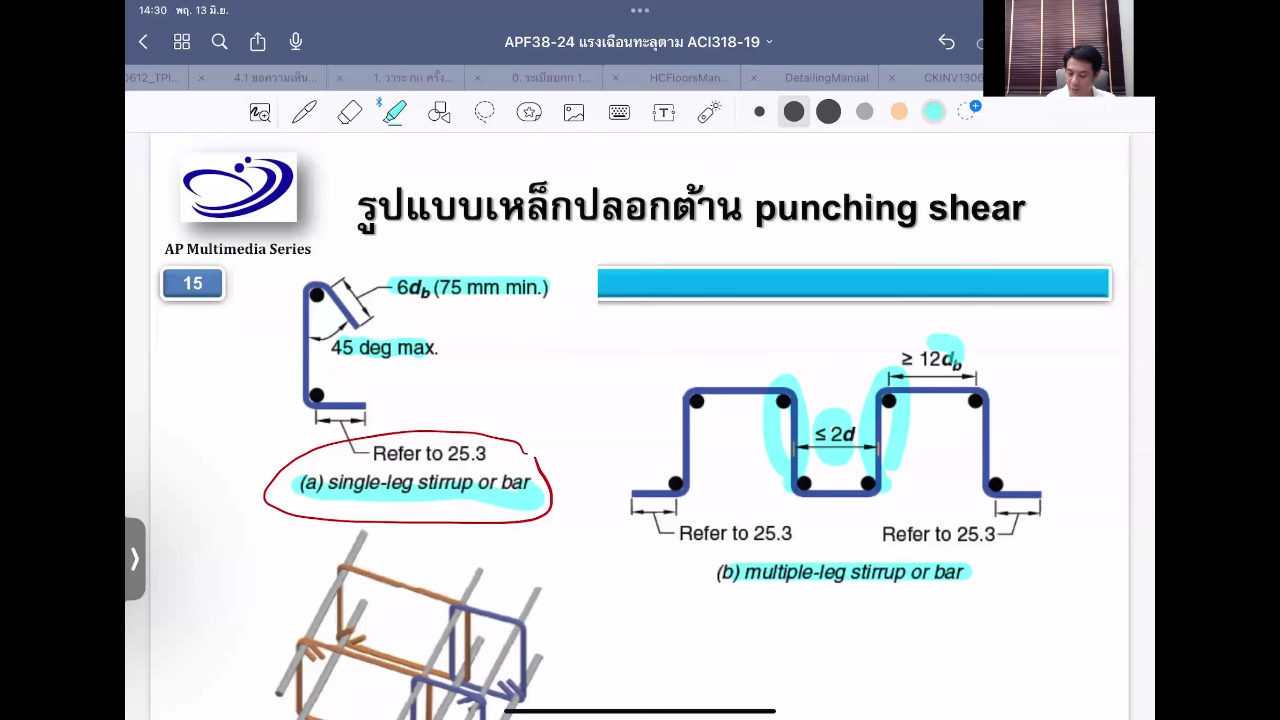 14:30 พฤ. 13 มิ.ย.
APF38-24 แรงเฉือนทะลุตาม ACI318-19
0612_TPI...
4.1 ขอความเห็น...
1. วาระ กก ครั้ง...
0. ระเบียบกก 1...
HCFloorsMan...
DetailingManual
CKINV1306
รูปแบบเหล็กปลอกต้าน punching shear
AP Multimedia Series
15
6db (75 mm min.)
45 deg max.
Refer to 25.3
(a) single-leg stirrup or bar
≥ 12db
≤ 2d
Refer to 25.3
Refer to 25.3
(b) multiple-leg stirrup or bar